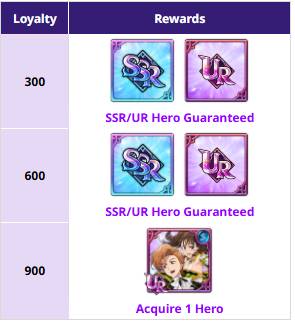 Loyalty Rewards
300 SSR UR
SSR/UR Hero Guaranteed
600 SSR UR
SSR/UR Hero Guaranteed
900 UR
Acquire 1 Hero